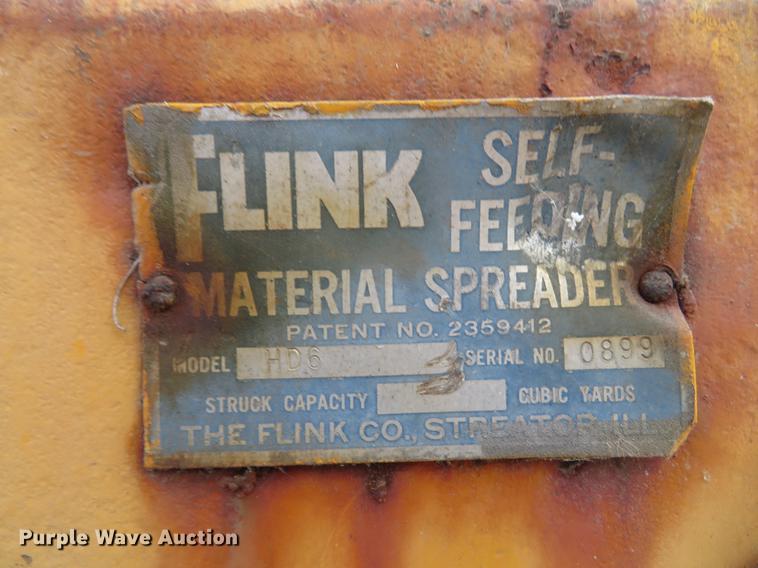 FLINK SELF-
FEEDING
MATERIAL SPREADER
PATENT NO. 2359412
MODEL HD6 SERIAL NO. 0899
STRUCK CAPACITY CUBIC YARDS
THE FLINK CO., STREATOR, ILL.
Purple Wave Auction